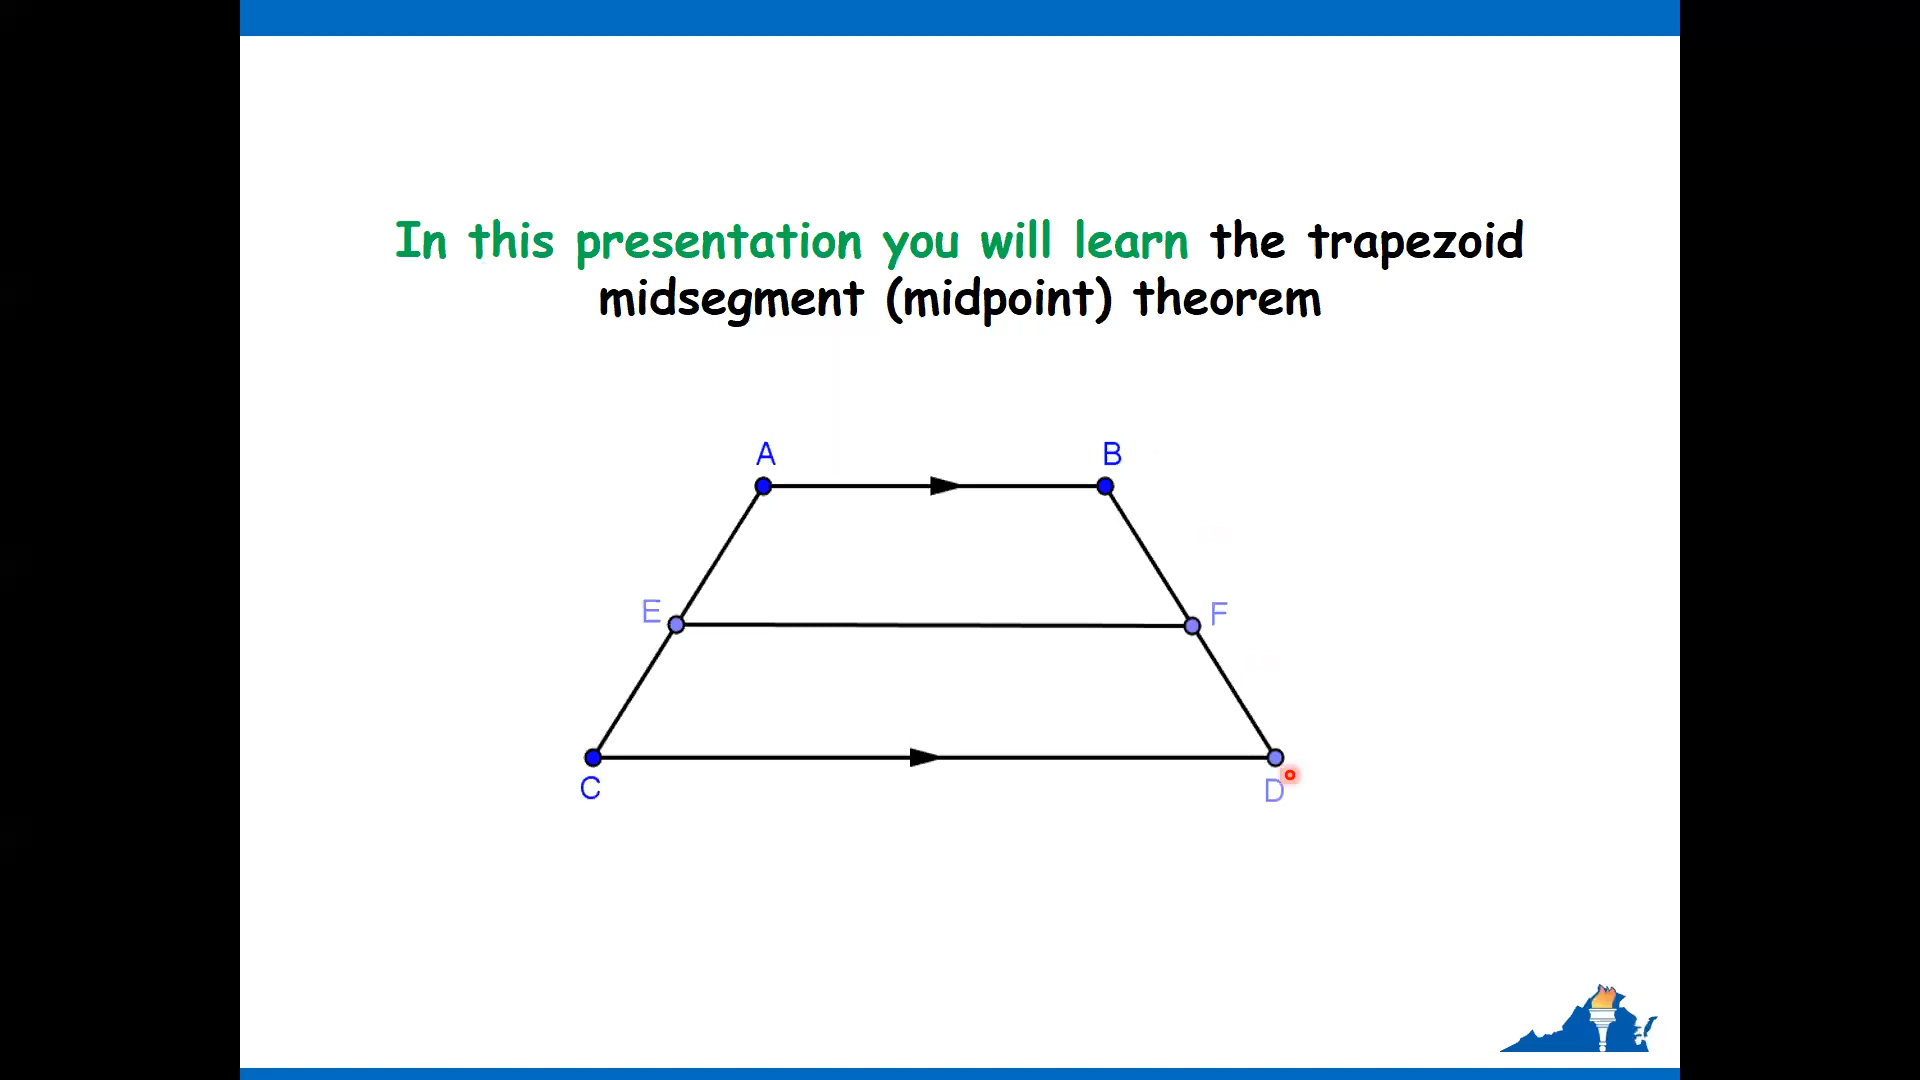 In this presentation you will learn the trapezoid
midsegment (midpoint) theorem
A
B
E
F
C
D